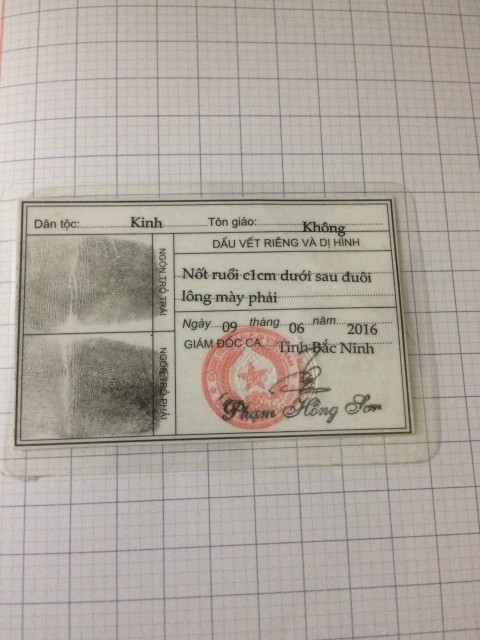 Dân tộc: Kinh Tôn giáo: Không
NGÓN TRỎ TRÁI
DẤU VẾT RIÊNG VÀ DỊ HÌNH
Nốt ruồi c1cm dưới sau đuôi
lông mày phải
NGÓN TRỎ PHẢI
Ngày 09 tháng 06 năm 2016
GIÁM ĐỐC CA Tỉnh Bắc Ninh
Phạm Hồng Sơn